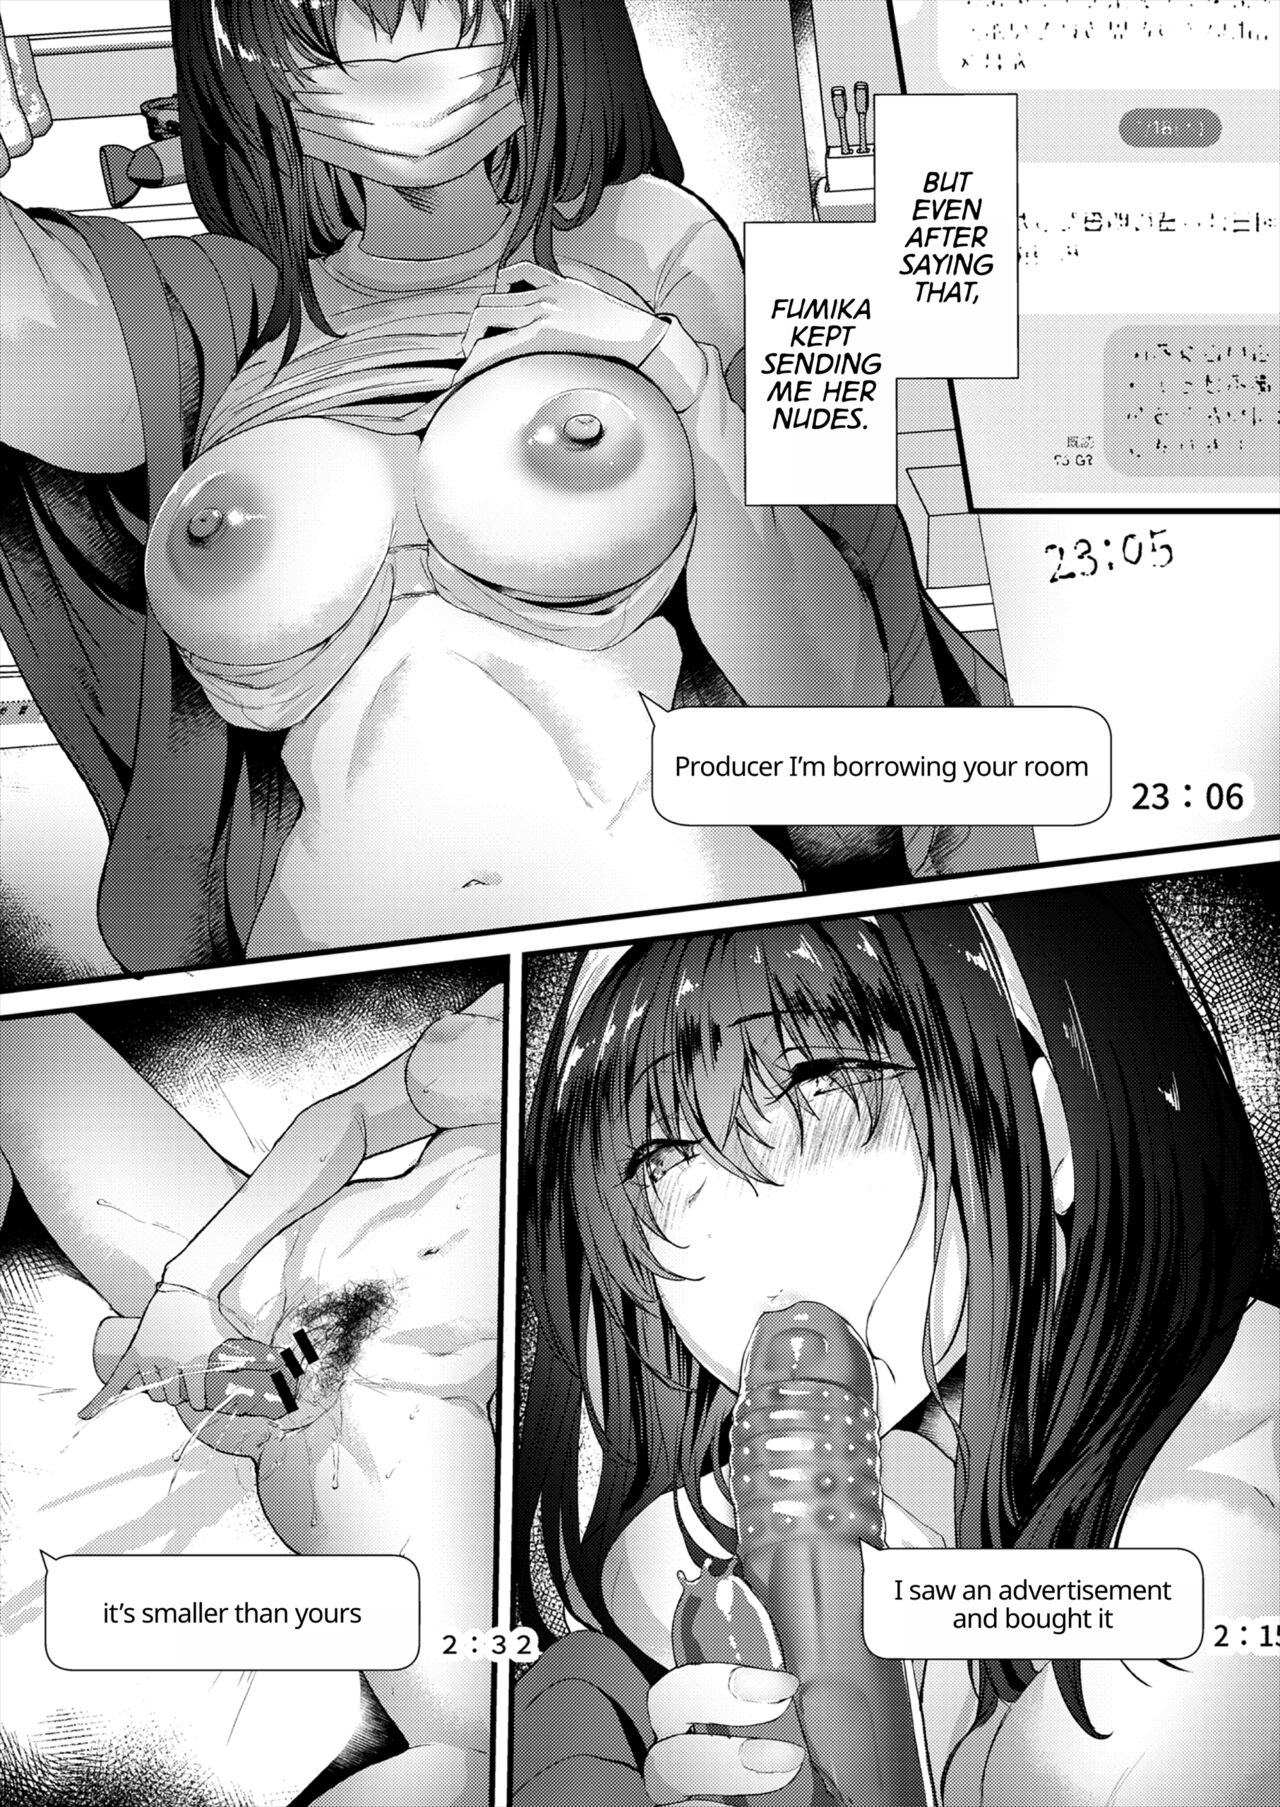 BUT
EVEN
AFTER
SAYING
THAT,
FUMIKA
KEPT
SENDING
ME HER
NUDES.
23:05
Producer I'm borrowing your room
23：06
I saw an advertisement
and bought it
2：15
it's smaller than yours
2：32